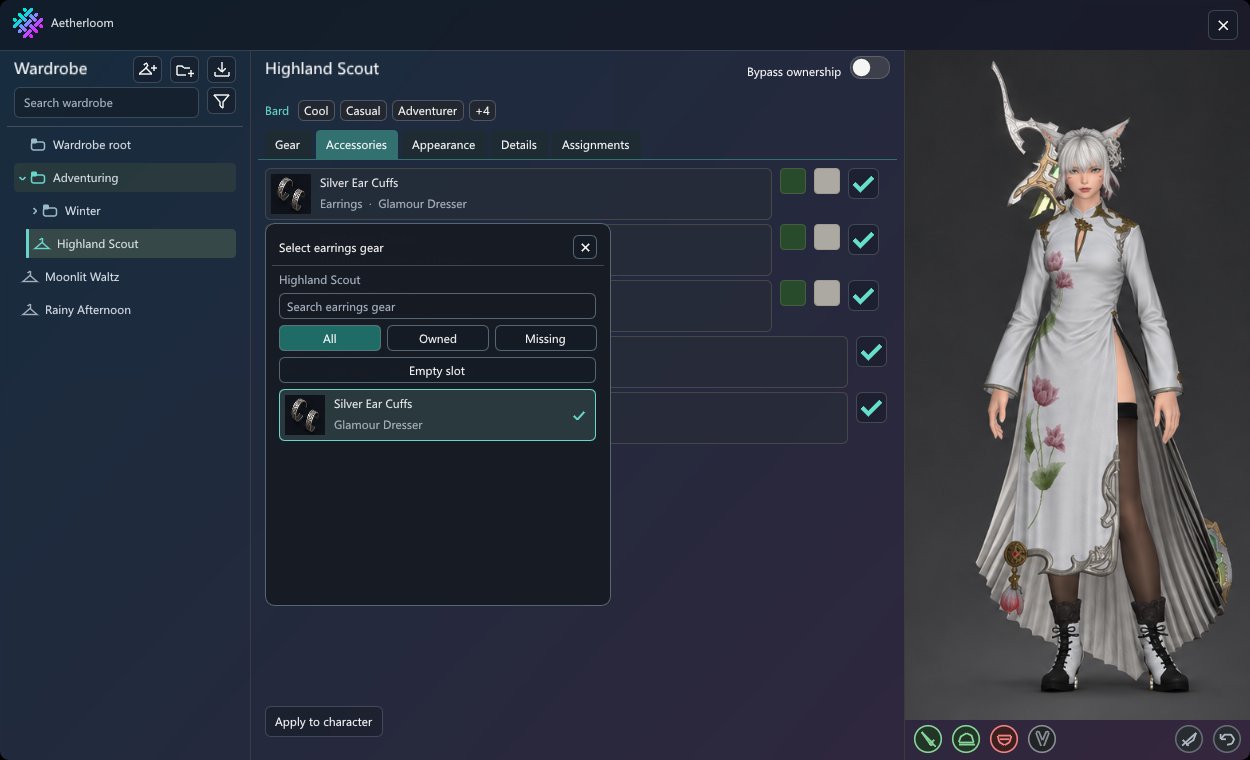 Aetherloom
Wardrobe
Search wardrobe
Wardrobe root
Adventuring
Winter
Highland Scout
Moonlit Waltz
Rainy Afternoon
Highland Scout
Bypass ownership
Bard Cool Casual Adventurer +4
Gear Accessories Appearance Details Assignments
Silver Ear Cuffs
Earrings · Glamour Dresser
Select earrings gear
Highland Scout
Search earrings gear
All Owned Missing
Empty slot
Silver Ear Cuffs
Glamour Dresser
Apply to character